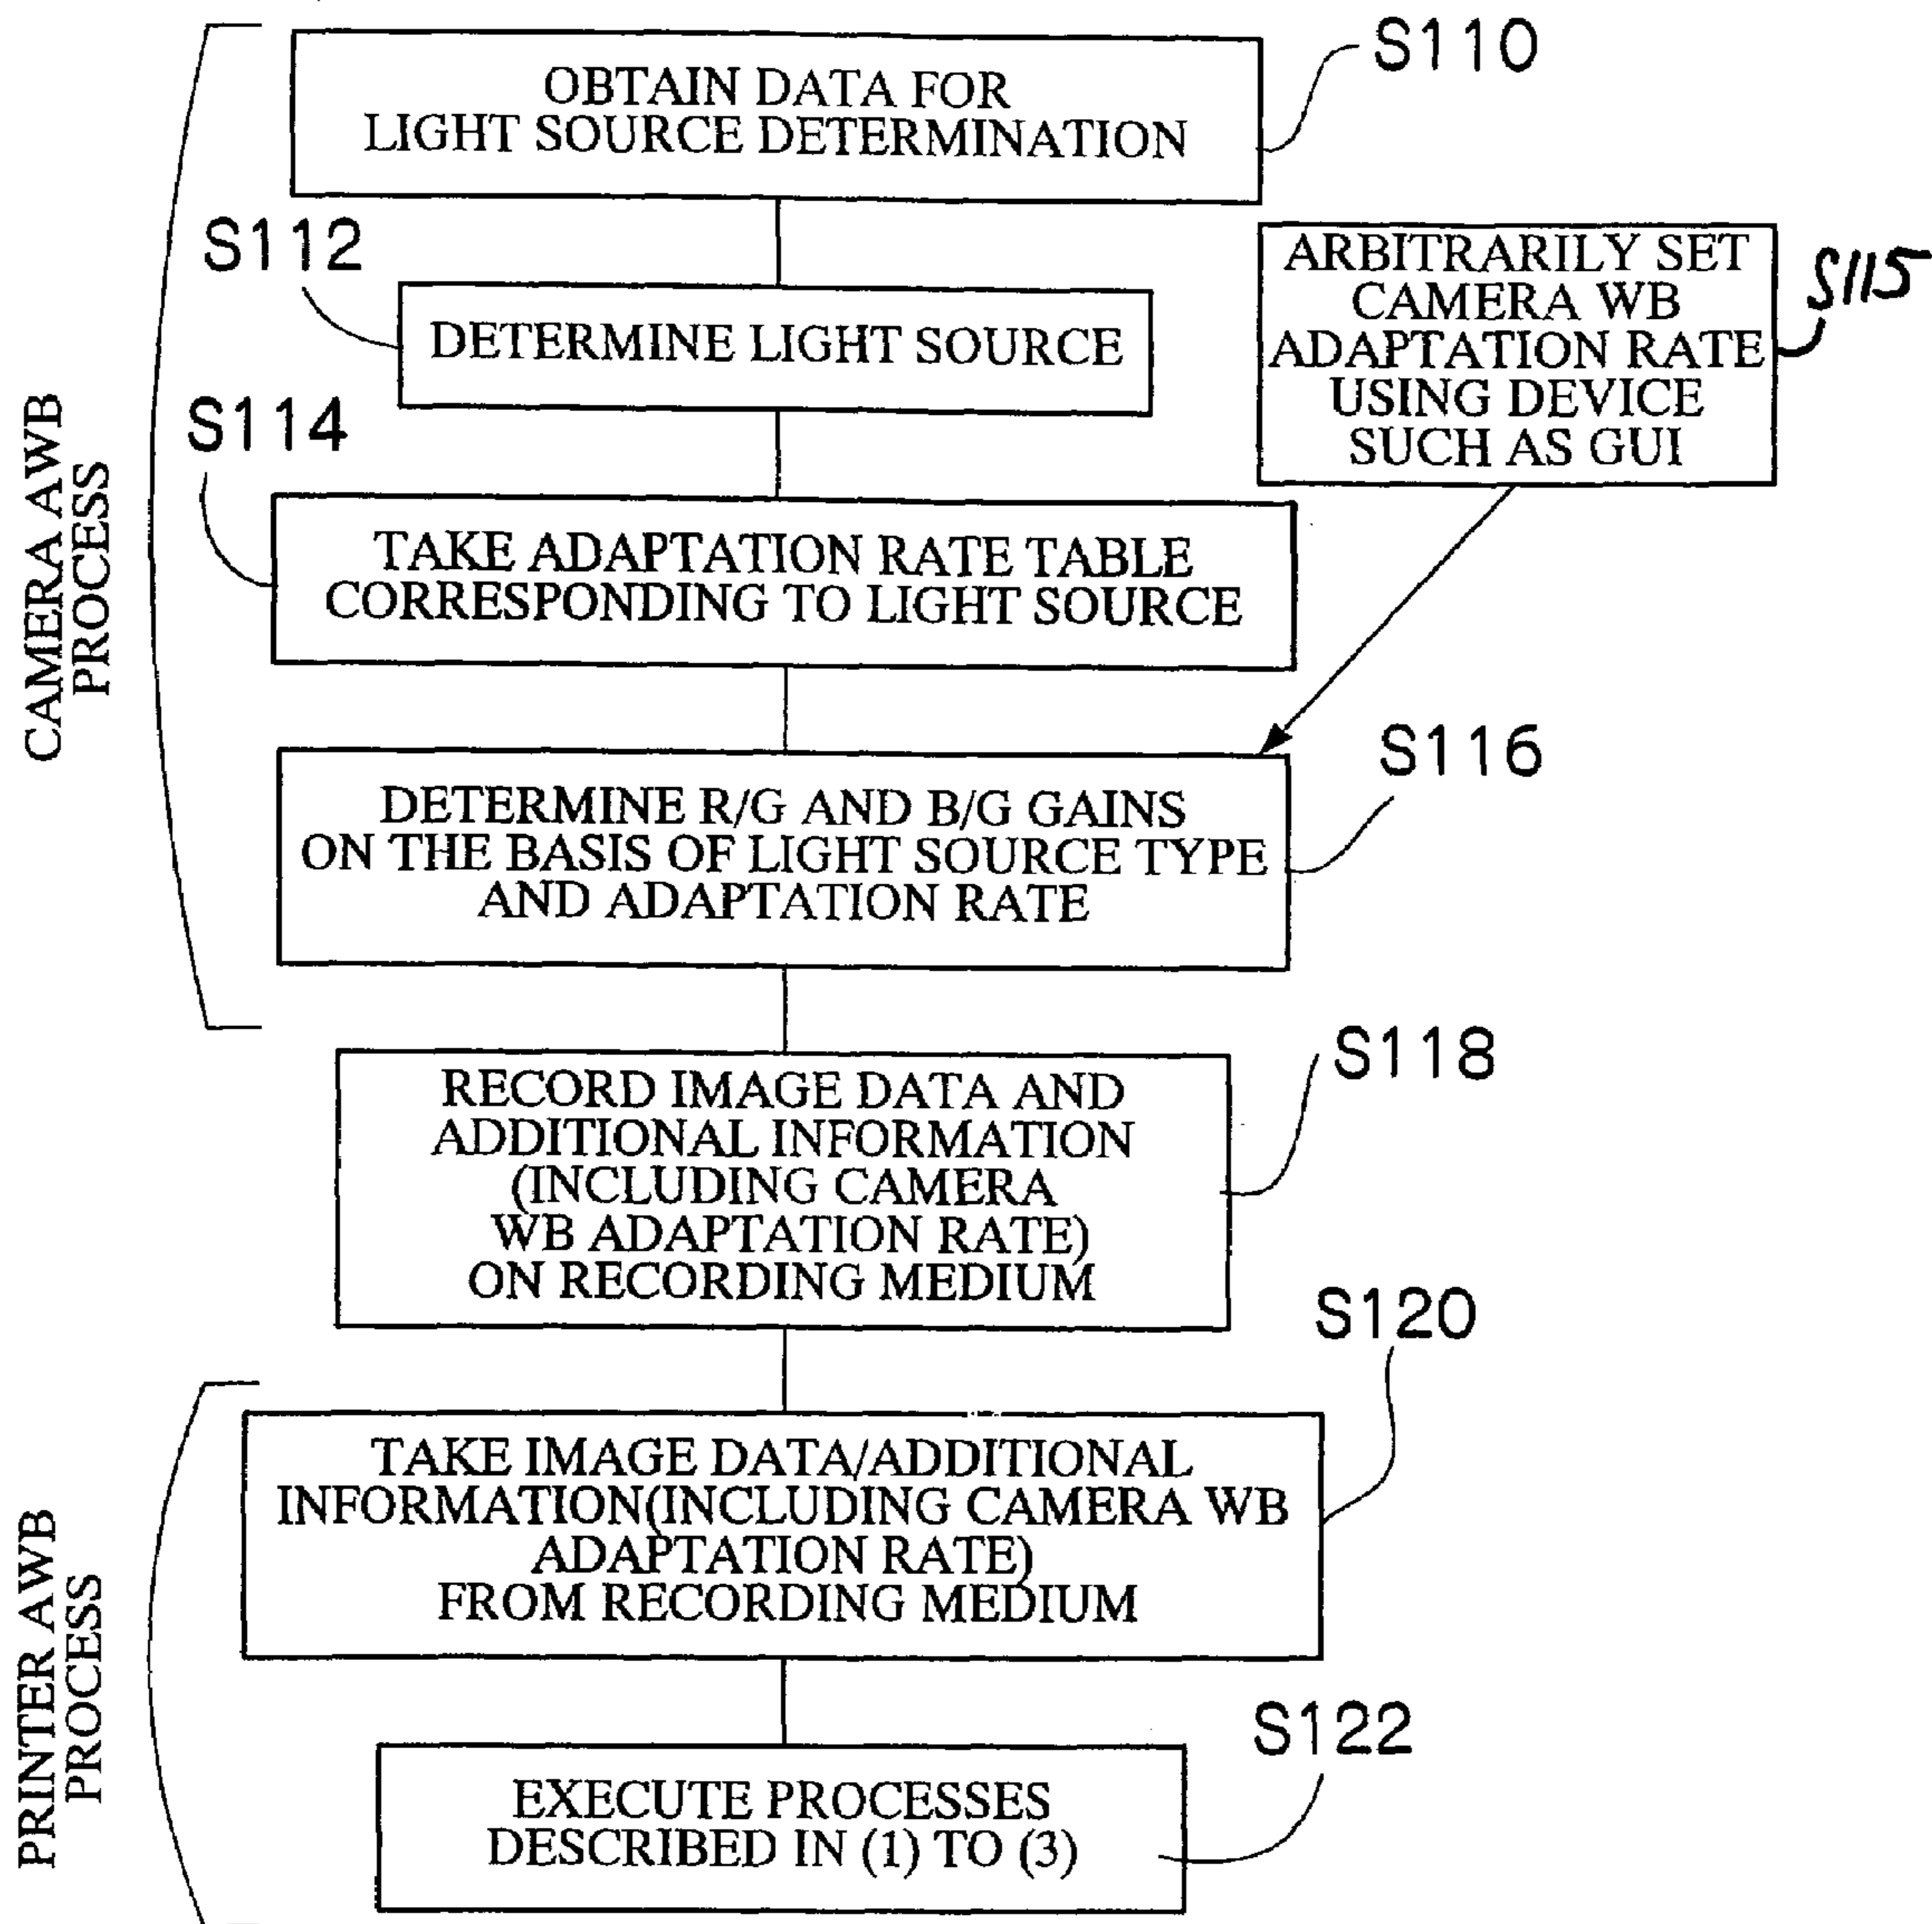 OBTAIN DATA FOR
LIGHT SOURCE DETERMINATION
S110
S112
DETERMINE LIGHT SOURCE
ARBITRARILY SET
CAMERA WB
ADAPTATION RATE
USING DEVICE
SUCH AS GUI
S115
CAMERA AWB
PROCESS
S114
TAKE ADAPTATION RATE TABLE
CORRESPONDING TO LIGHT SOURCE
DETERMINE R/G AND B/G GAINS
ON THE BASIS OF LIGHT SOURCE TYPE
AND ADAPTATION RATE
S116
RECORD IMAGE DATA AND
ADDITIONAL INFORMATION
(INCLUDING CAMERA
WB ADAPTATION RATE)
ON RECORDING MEDIUM
S118
PRINTER AWB
PROCESS
TAKE IMAGE DATA/ADDITIONAL
INFORMATION(INCLUDING CAMERA WB
ADAPTATION RATE)
FROM RECORDING MEDIUM
S120
EXECUTE PROCESSES
DESCRIBED IN (1) TO (3)
S122